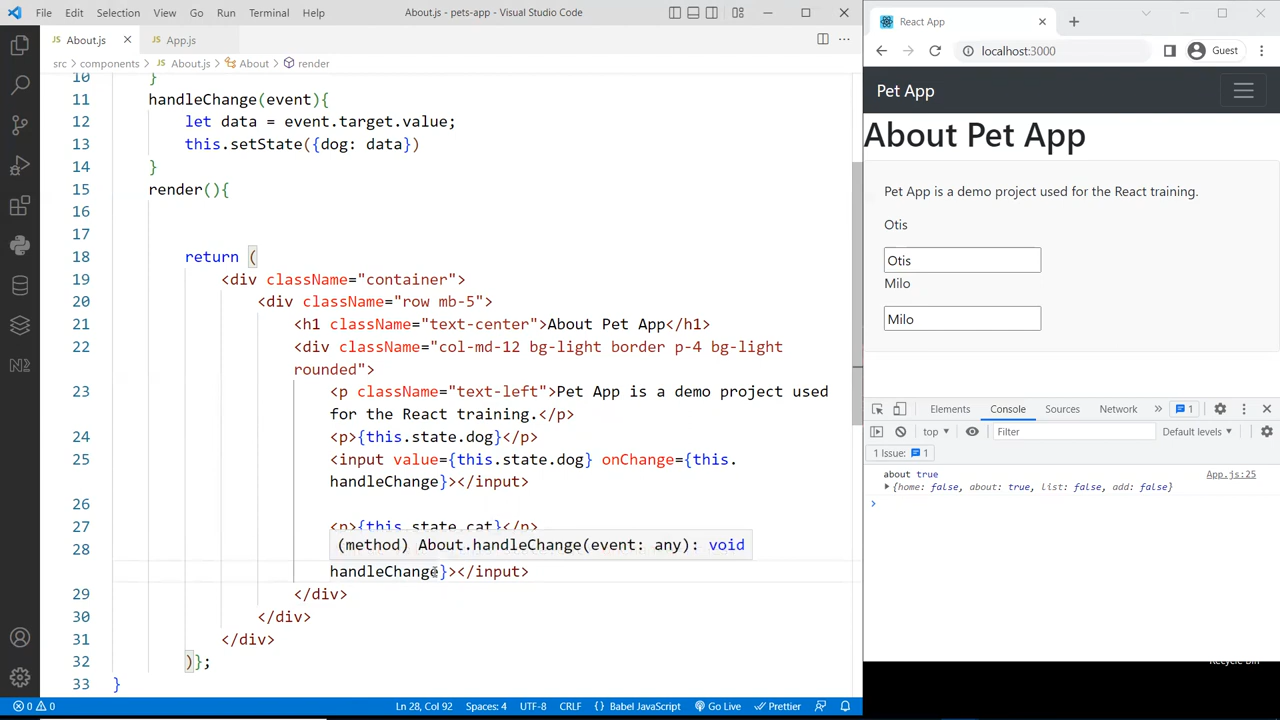 File Edit Selection View Go Run Terminal Help About.js - pets-app - Visual Studio Code
About.js App.js
src > components > About.js > About > render
10 }
11 handleChange(event){
12 let data = event.target.value;
13 this.setState({dog: data})
14 }
15 render(){
16
17
18 return (
19 <div className="container">
20 <div className="row mb-5">
21 <h1 className="text-center">About Pet App</h1>
22 <div className="col-md-12 bg-light border p-4 bg-light
rounded">
23 <p className="text-left">Pet App is a demo project used
for the React training.</p>
24 <p>{this.state.dog}</p>
25 <input value={this.state.dog} onChange={this.
handleChange}></input>
26
27 <p>{this.state.cat}</p>
(method) About.handleChange(event: any): void
28
handleChange}></input>
29 </div>
30 </div>
31 </div>
32 )};
33 }
0 0 Ln 28, Col 92 Spaces: 4 UTF-8 CRLF {} Babel JavaScript Go Live Prettier
React App
localhost:3000 Guest
Pet App
About Pet App
Pet App is a demo project used for the React training.
Otis
Otis
Milo
Milo
Elements Console Sources Network » 1
top Filter Default levels
1 Issue: 1
about true App.js:25
{home: false, about: true, list: false, add: false}
Recycle Bin